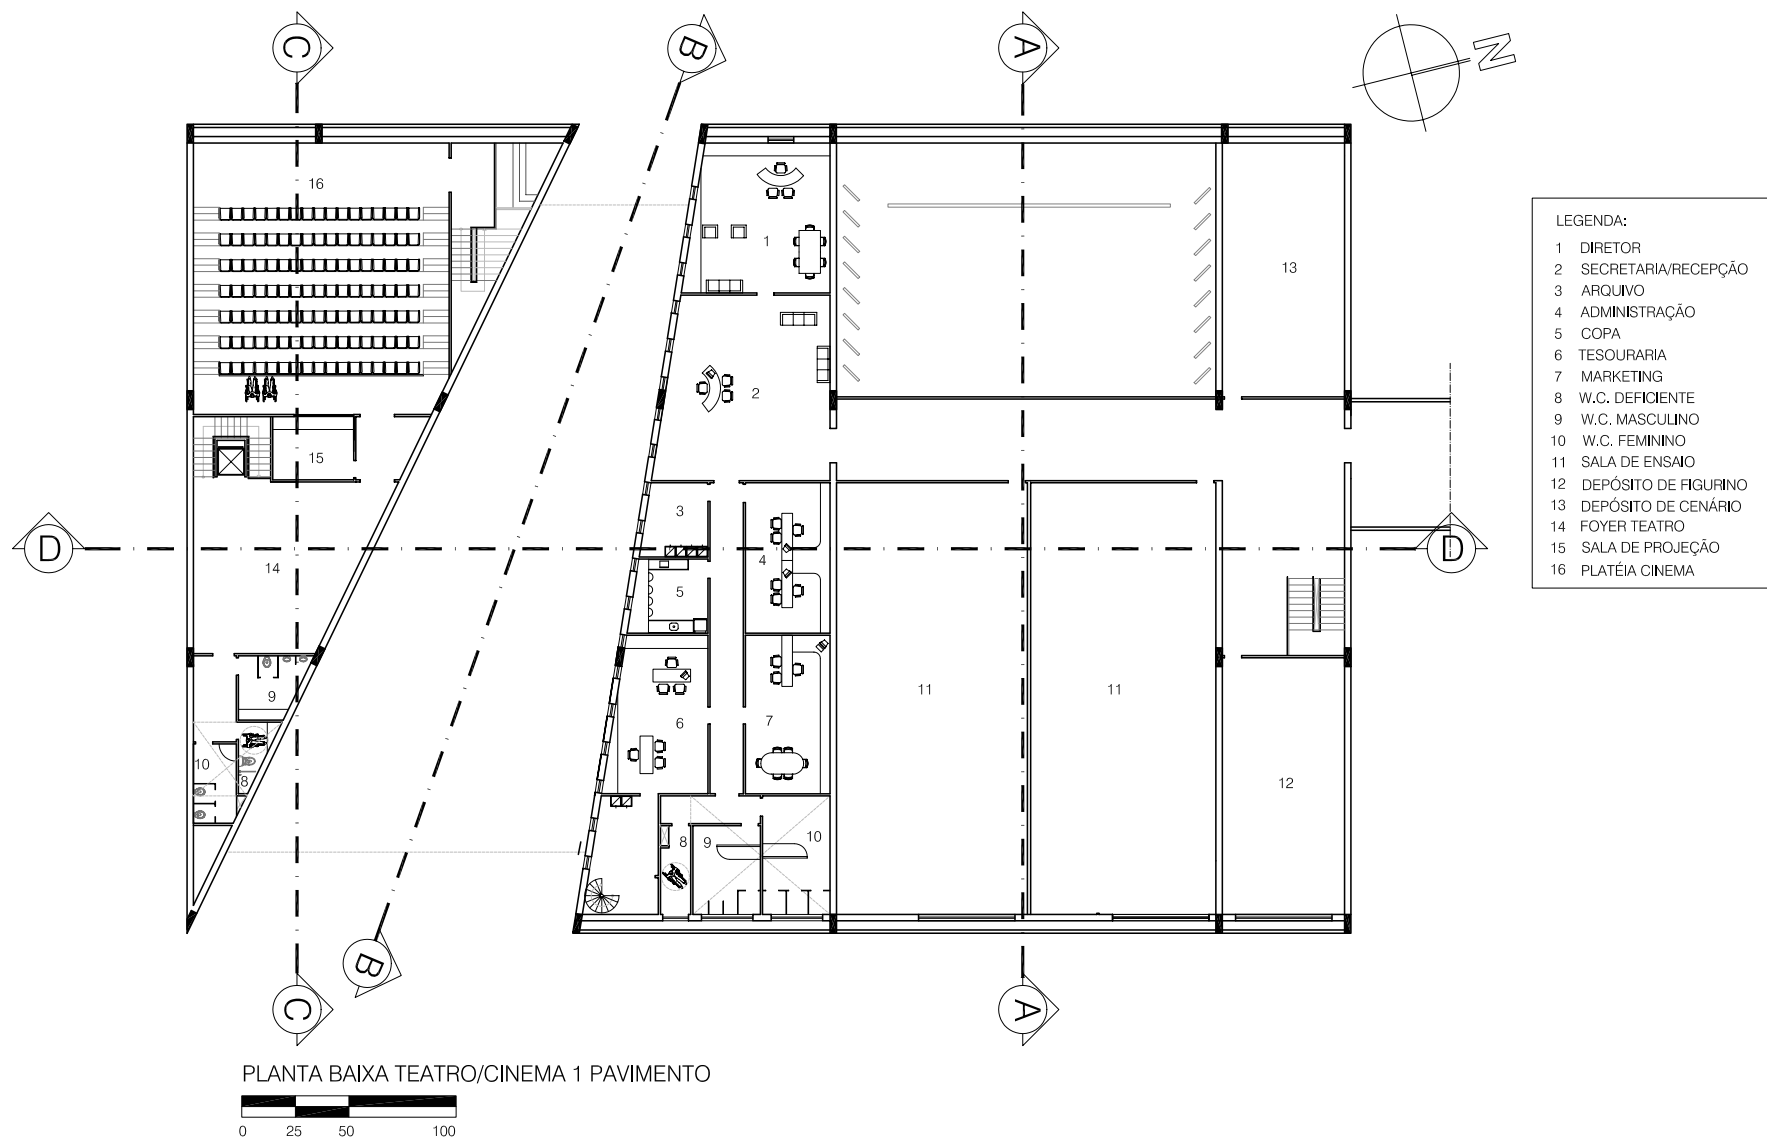 C
B
A
N
16
1
13
2
15
3
D
14
4
5
D
9
6
7
11
11
10
8
12
8
9
10
B
C
A
LEGENDA:
1 DIRETOR
2 SECRETARIA/RECEPÇÃO
3 ARQUIVO
4 ADMINISTRAÇÃO
5 COPA
6 TESOURARIA
7 MARKETING
8 W.C. DEFICIENTE
9 W.C. MASCULINO
10 W.C. FEMININO
11 SALA DE ENSAIO
12 DEPÓSITO DE FIGURINO
13 DEPÓSITO DE CENÁRIO
14 FOYER TEATRO
15 SALA DE PROJEÇÃO
16 PLATÉIA CINEMA
PLANTA BAIXA TEATRO/CINEMA 1 PAVIMENTO
0 25 50 100